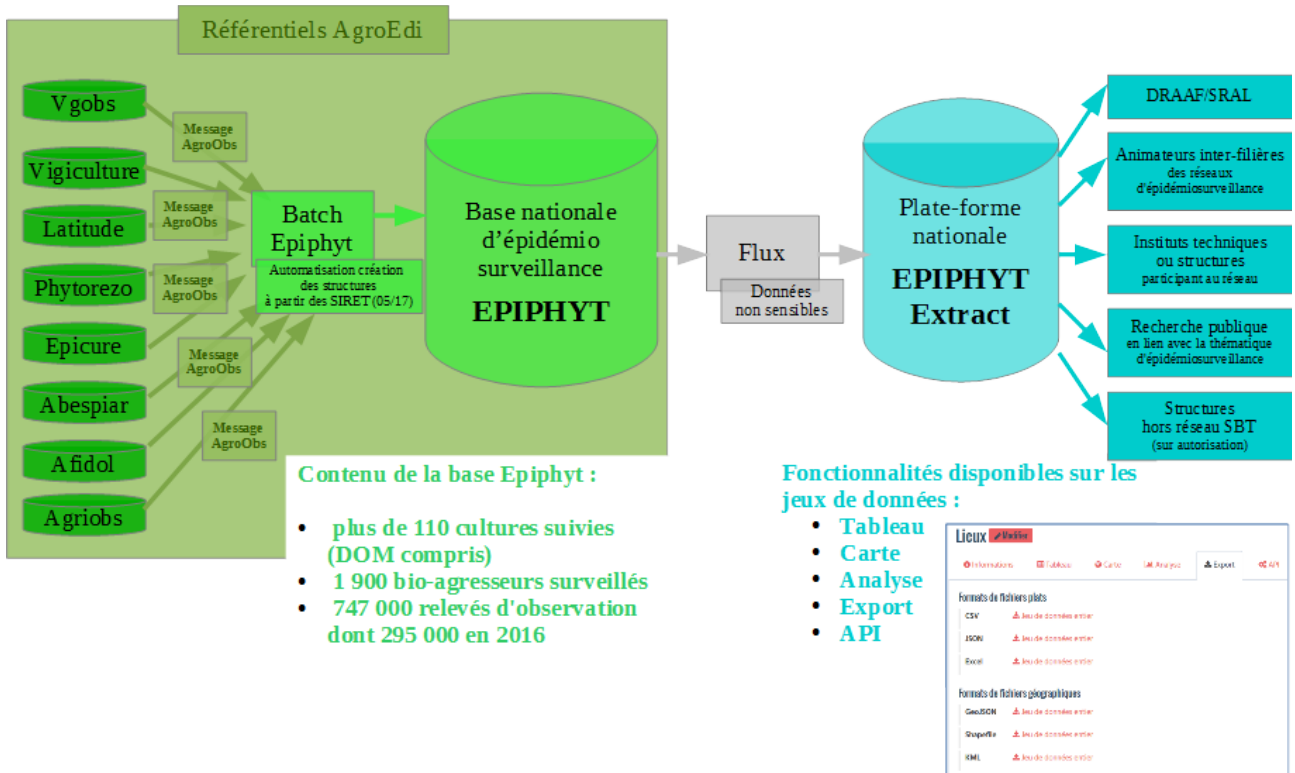 Référentiels AgroEdi
Vgobs
Vigiculture
Latitude
Phytorezo
Epicure
Abespiar
Afidol
Agriobs
Message
AgroObs
Message
AgroObs
Message
AgroObs
Message
AgroObs
Message
AgroObs
Batch
Epiphyt
Automatisation création
des structures
à partir des SIRET (05/17)
Base nationale
d'épidémio
surveillance
EPIPHYT
Flux
Données
non sensibles
Plate-forme
nationale
EPIPHYT
Extract
DRAAF/SRAL
Animateurs inter-filières
des réseaux
d'épidémiosurveillance
Instituts techniques
ou structures
participant au réseau
Recherche publique
en lien avec la thématique
d'épidémiosurveillance
Structures
hors réseau SBT
(sur autorisation)
Contenu de la base Epiphyt :
• plus de 110 cultures suivies
(DOM compris)
• 1 900 bio-agresseurs surveillés
• 747 000 relevés d'observation
dont 295 000 en 2016
Fonctionnalités disponibles sur les
jeux de données :
• Tableau
• Carte
• Analyse
• Export
• API
Lieux Modifier
Informations Tableau Carte Analyse Export API
Formats de fichiers plats
CSV Jeu de données entier
JSON Jeu de données entier
Excel Jeu de données entier
Formats de fichiers géographiques
GeoJSON Jeu de données entier
Shapefile Jeu de données entier
KML Jeu de données entier